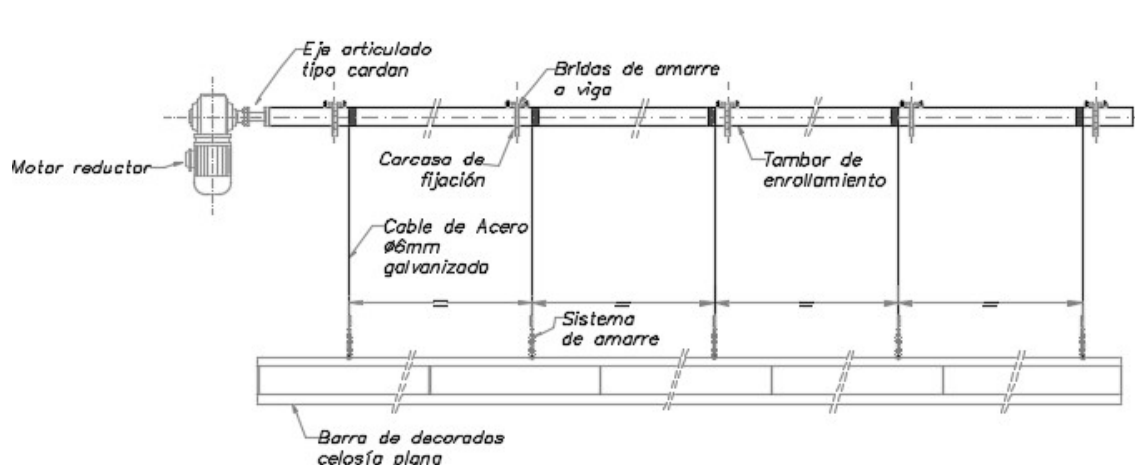 Eje articulado
tipo cardan
Bridas de amarre
a viga
Motor reductor
Carcasa de
fijación
Tambor de
enrollamiento
Cable de Acero
ø6mm
galvanizada
=
=
=
=
Sistema
de amarre
Barra de decorados
celosía plana